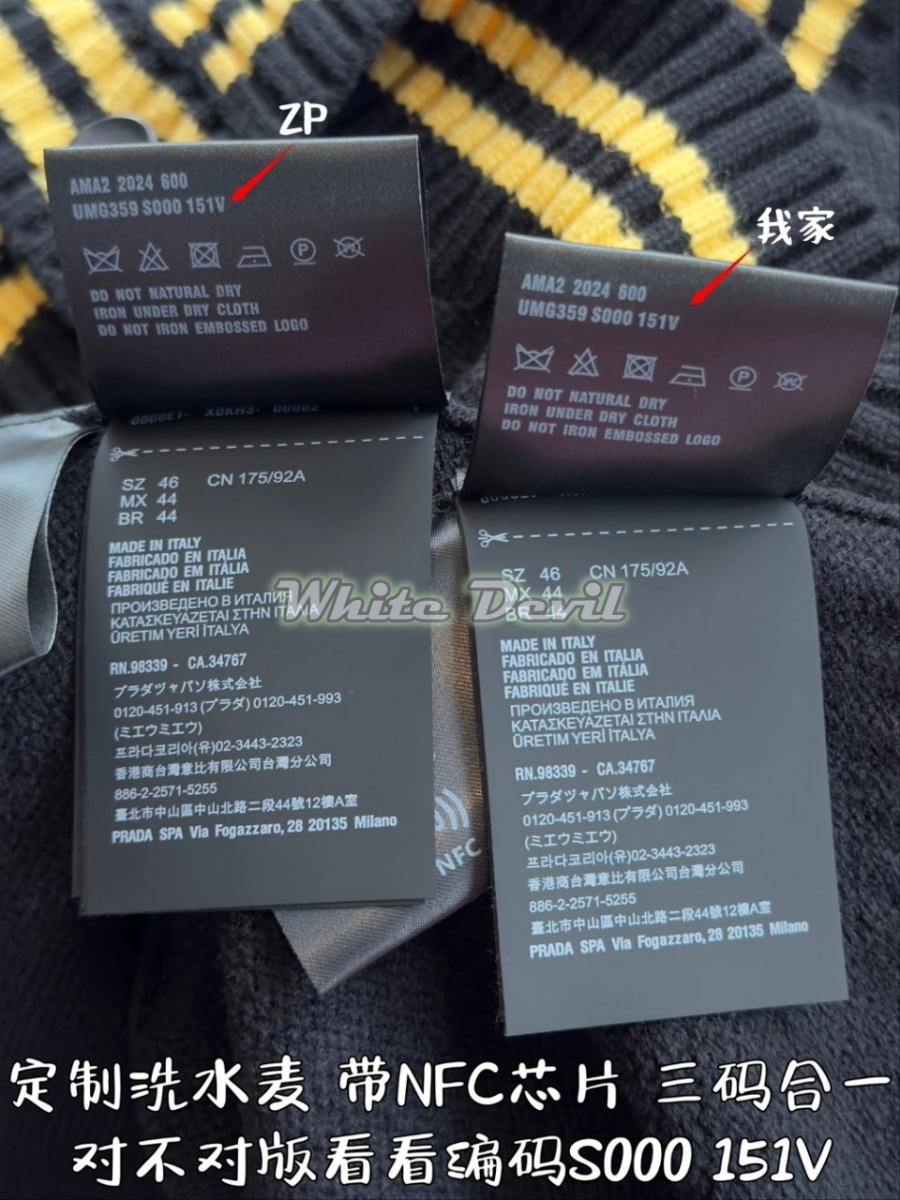 ZP
AMA2 2024 600
UMG359 S000 151V
DO NOT NATURAL DRY
IRON UNDER DRY CLOTH
DO NOT IRON EMBOSSED LOGO
SZ 46 CN 175/92A
MX 44
BR 44
MADE IN ITALY
FABRICADO EN ITALIA
FABRICADO EM ITÁLIA
FABRIQUÉ EN ITALIE
ПРОИЗВЕДЕНО В ИТАЛИЯ
ΚΑΤΑΣΚΕΥΑΖΕΤΑΙ ΣΤΗΝ ΙΤΑΛΙΑ
ÜRETIM YERİ İTALYA
RN.98339 - CA.34767
プラダジャパン株式会社
0120-451-913 (プラダ) 0120-451-993
(ミエウミエウ)
프라다코리아(유)02-3443-2323
香港商台灣意比有限公司台灣分公司
886-2-2571-5255
臺北市中山區中山北路二段44號12樓A室
PRADA SPA Via Fogazzaro, 28 20135 Milano
我家
AMA2 2024 600
UMG359 S000 151V
P
DO NOT NATURAL DRY
IRON UNDER DRY CLOTH
DO NOT IRON EMBOSSED LOGO
SZ 46 CN 175/92A
MX 44
BR 44
MADE IN ITALY
FABRICADO EN ITALIA
FABRICADO EM ITALIA
FABRIQUÉ EN ITALIE
ПРОИЗВЕДЕНО В ИТАЛИЯ
ΚΑΤΑΣΚΕΥΑΖΕΤΑΙ ΣΤΗΝ ΙΤΑΛΙΑ
ÜRETIM YERİ İTALYA
RN.98339 - CA.34767
プラダジャパン株式会社
0120-451-913 (プラダ) 0120-451-993
(ミエウミエウ)
프라다코리아(유)02-3443-2323
香港商台灣意比有限公司台灣分公司
886-2-2571-5255
臺北市中山區中山北路二段44號12樓A室
PRADA SPA Via Fogazzaro, 28 20135 Milano
NFC
White Devil
定制洗水麦 带NFC芯片 三码合一
对不对版看看编码S000 151V